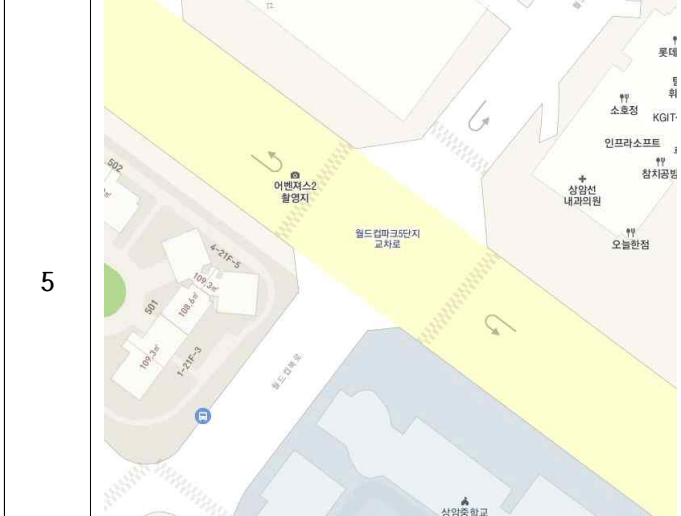 5
502
4-21F-5
109.3㎡
108.6㎡
501
109.3㎡
1-21F-3
어벤져스2
촬영지
월드컵파크5단지
교차로
월드컵북로
소호정
KGIT
인프라소프트
참치공방
상암선
내과의원
오늘한점
상암중학교